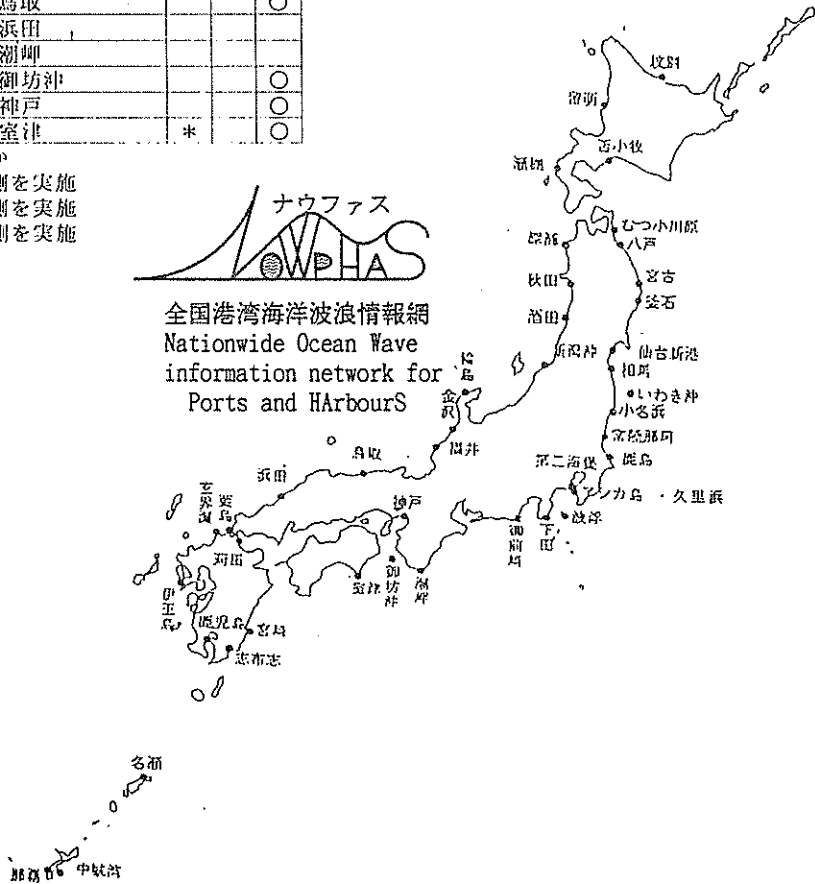 鳥取 ○
浜田
潮岬
御坊沖 ○
神戸 ○
室津 * ○
測を実施
測を実施
測を実施
ナウファス
NOWPHAS
全国港湾海洋波浪情報網
Nationwide Ocean Wave
information network for
Ports and HArbourS
紋別
留萌
苫小牧
瀬棚
むつ小川原
八戸
深浦
秋田
宮古
釜石
酒田
新潟沖
仙台新港
相馬
輪島
いわき沖
金沢
小名浜
常陸那珂
福井
鹿島
鳥取
第二海堡
浜田
アシカ島・久里浜
玄界灘
藍島
神戸
波浮
御前崎
下田
苅田
室津
御坊沖
潮岬
伊王島
鹿児島
宮崎
志布志
名瀬
那覇
中城湾